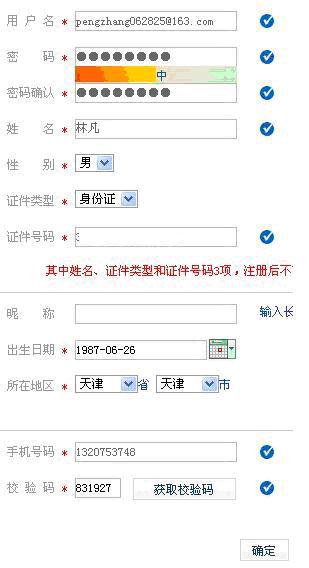 用 户 名 * pengzhang062825@163.com
密 码 * ●●●●●●●●
中
密码确认 * ●●●●●●●●
姓 名 * 林凡
性 别 * 男
证件类型 * 身份证
证件号码 *
其中姓名、证件类型和证件号码3项，注册后不
昵 称 输入长
出生日期 * 1987-06-26
所在地区 * 天津 省 天津 市
手机号码 * 1320753748
校 验 码 * 831927 获取校验码
确定